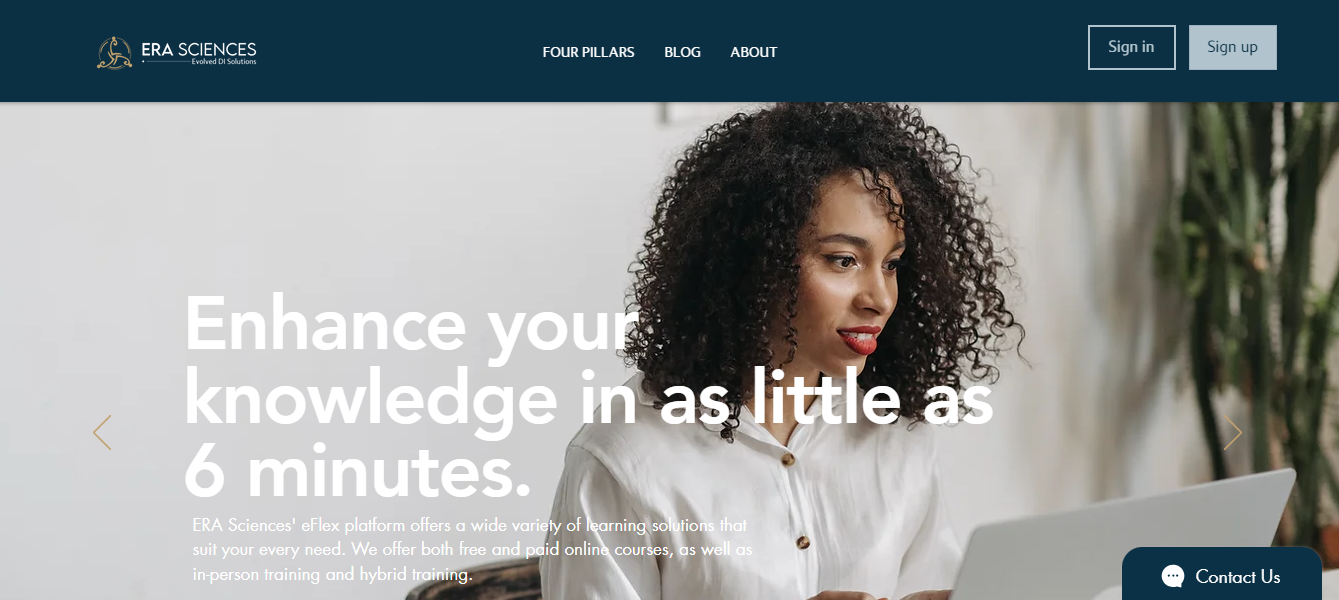 ERA SCIENCES
Evolved DI Solutions
FOUR PILLARS
BLOG
ABOUT
Sign in
Sign up
Enhance your
knowledge in as little as
6 minutes.
ERA Sciences' eFlex platform offers a wide variety of learning solutions that
suit your every need. We offer both free and paid online courses, as well as
in-person training and hybrid training.
Contact Us